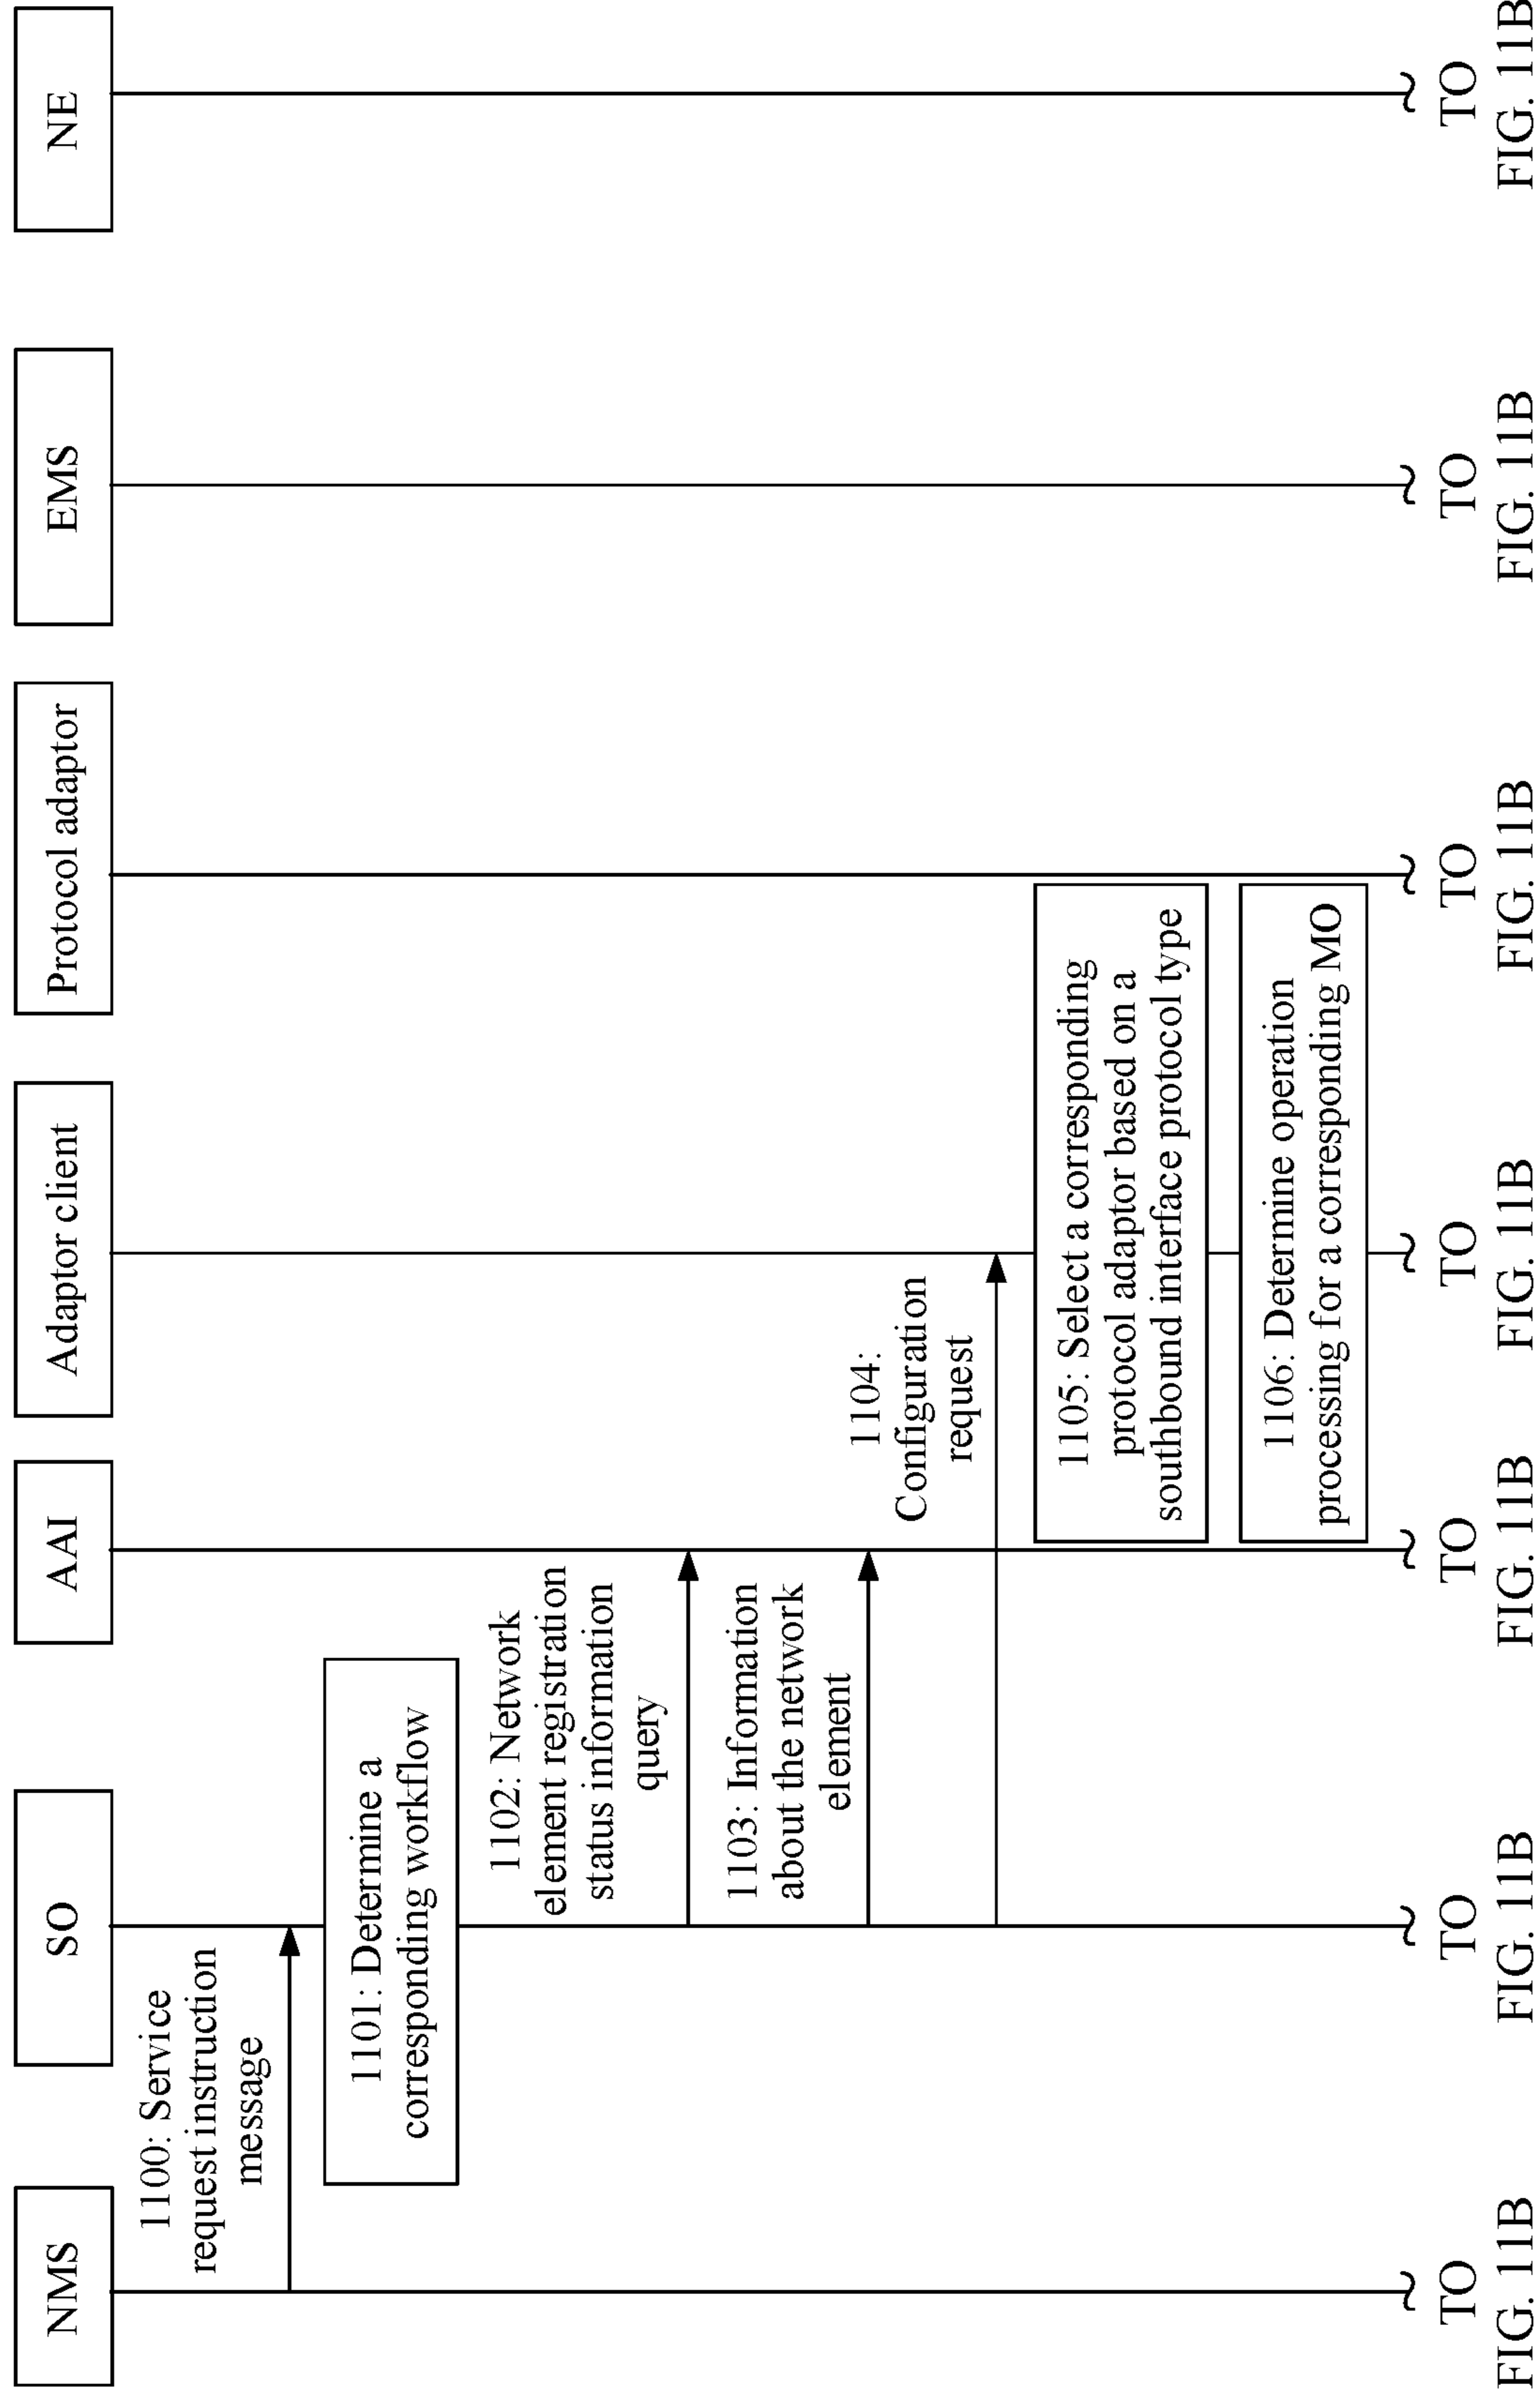 NMS
SO
AAI
Adaptor client
Protocol adaptor
EMS
NE
1100: Service
request instruction
message
1101: Determine a
corresponding workflow
1102: Network
element registration
status information
query
1103: Information
about the network
element
1104:
Configuration
request
1105: Select a corresponding
protocol adaptor based on a
southbound interface protocol type
1106: Determine operation
processing for a corresponding MO
TO
FIG. 11B
TO
FIG. 11B
TO
FIG. 11B
TO
FIG. 11B
TO
FIG. 11B
TO
FIG. 11B
TO
FIG. 11B